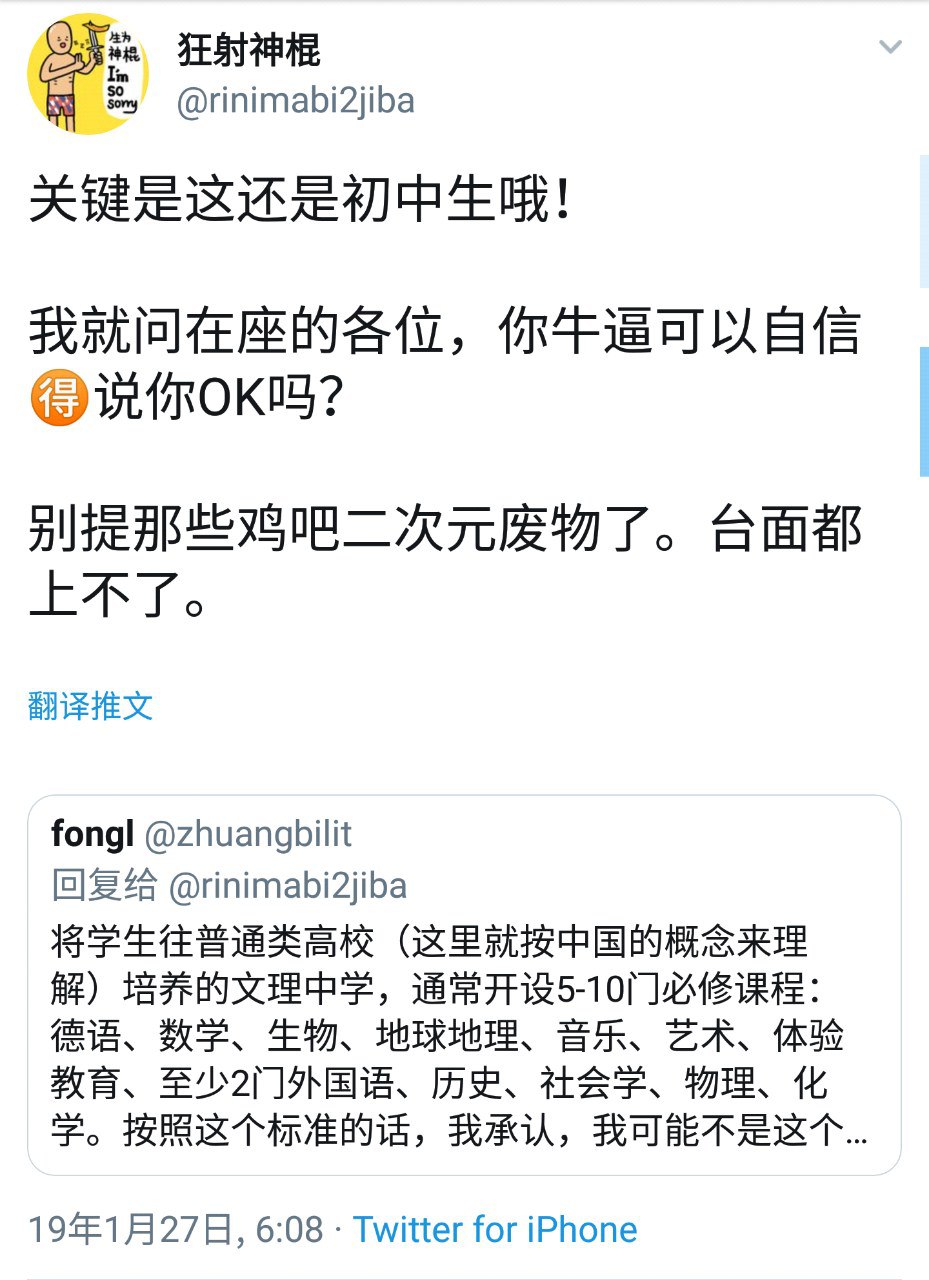 生为
神棍
I'm
so
sorry
狂射神棍
@rinimabi2jiba
关键是这还是初中生哦！
我就问在座的各位，你牛逼可以自信
🉐说你OK吗？
别提那些鸡吧二次元废物了。台面都
上不了。
翻译推文
fongl @zhuangbilit
回复给 @rinimabi2jiba
将学生往普通类高校（这里就按中国的概念来理
解）培养的文理中学，通常开设5-10门必修课程：
德语、数学、生物、地球地理、音乐、艺术、体验
教育、至少2门外国语、历史、社会学、物理、化
学。按照这个标准的话，我承认，我可能不是这个...
19年1月27日, 6:08 · Twitter for iPhone